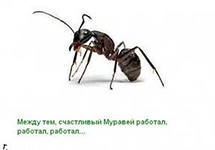 Между тем, счастливый Муравей работал,
работал, работал...
г.